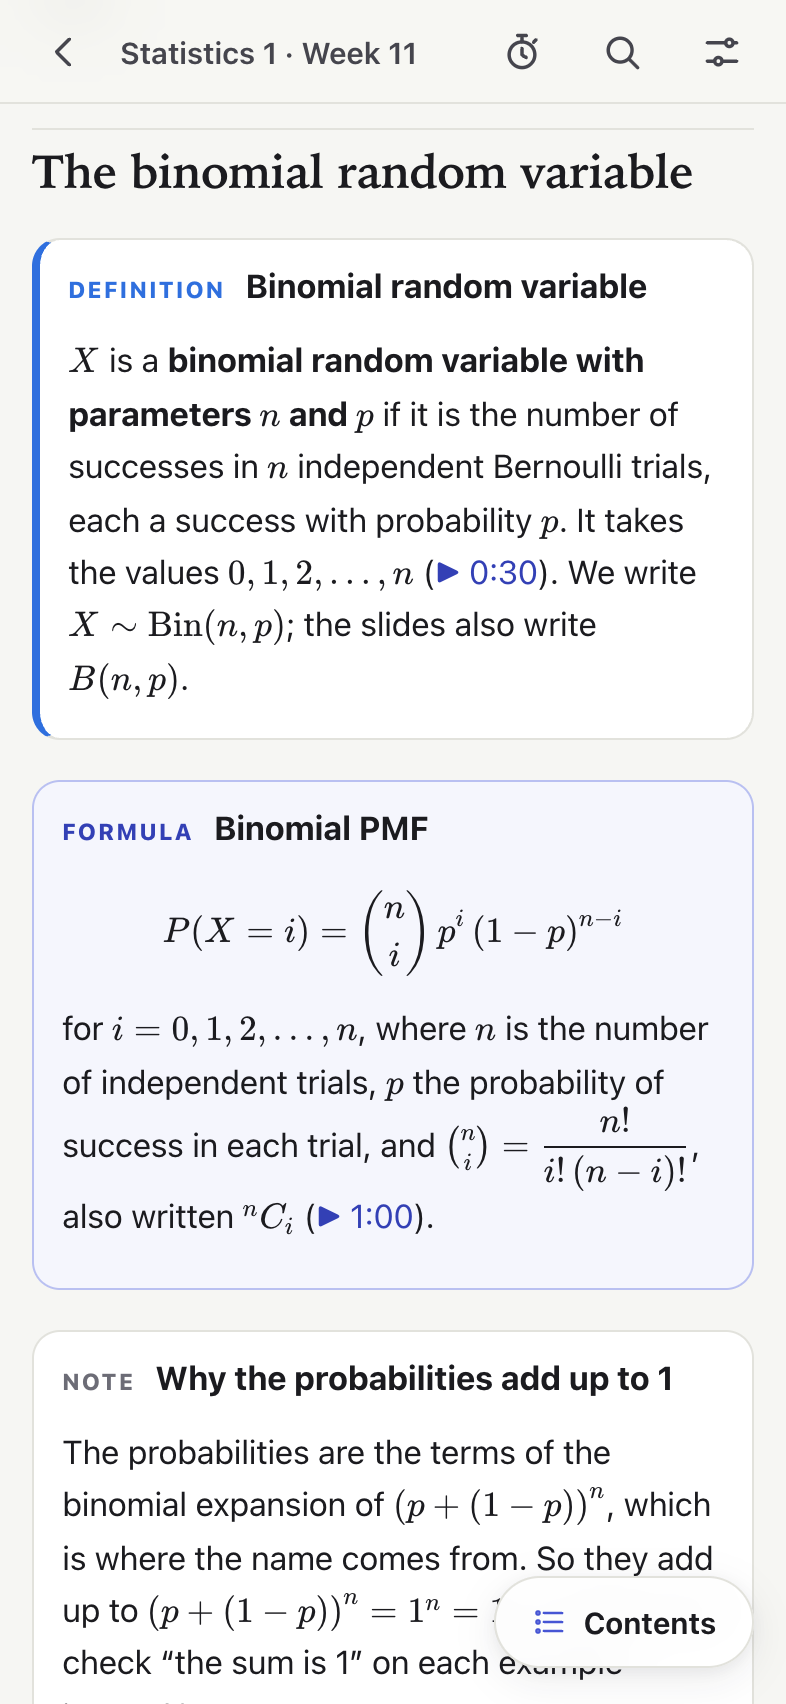 Statistics 1 · Week 11
The binomial random variable
DEFINITION Binomial random variable
X is a binomial random variable with
parameters n and p if it is the number of
successes in n independent Bernoulli trials,
each a success with probability p. It takes
the values 0, 1, 2, . . . , n (▶ 0:30). We write
X ∼ Bin(n, p); the slides also write
B(n, p).
FORMULA Binomial PMF
P(X = i) = (n i) pⁱ (1 − p)ⁿ⁻ⁱ
for i = 0, 1, 2, . . . , n, where n is the number
of independent trials, p the probability of
success in each trial, and (n i) = n! / i! (n − i)!,
also written ⁿCᵢ (▶ 1:00).
NOTE Why the probabilities add up to 1
The probabilities are the terms of the
binomial expansion of (p + (1 − p))ⁿ, which
is where the name comes from. So they add
up to (p + (1 − p))ⁿ = 1ⁿ =
Contents
check “the sum is 1” on each example